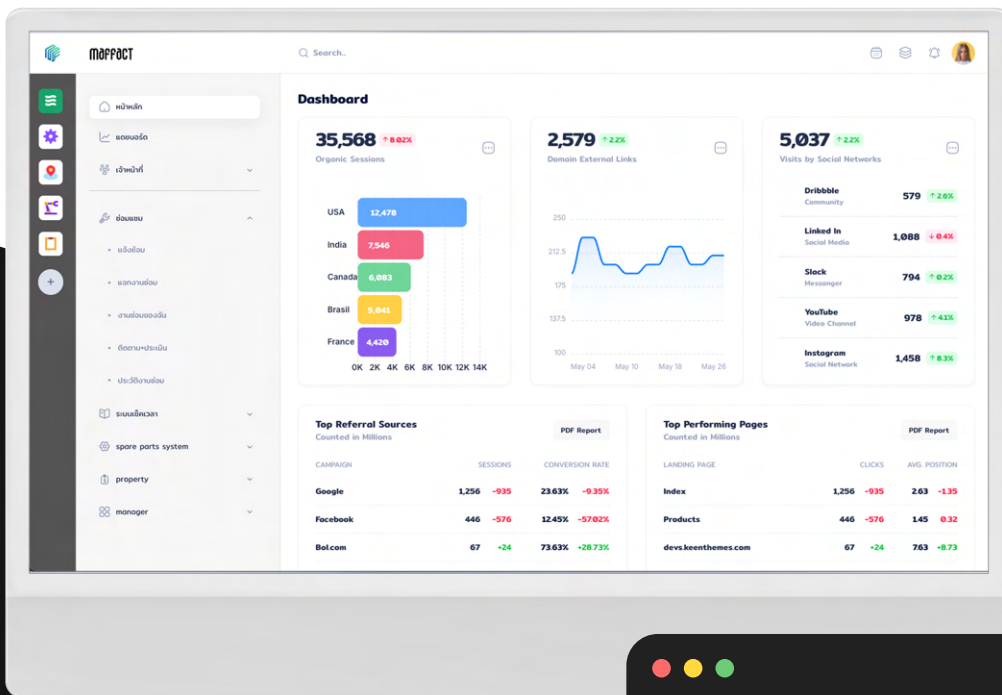 maffact
Search..
หน้าหลัก
แดชบอร์ด
เจ้าหน้าที่
ซ่อมแซม
แจ้งซ่อม
แจกงานซ่อม
งานซ่อมของฉัน
ติดตาม+ประเมิน
ประวัติงานซ่อม
ระบบเช็คเวลา
spare parts system
property
manager
Dashboard
35,568 ↑ 8.02%
Organic Sessions
USA 12,478
India 7,546
Canada 6,083
Brasil 5,041
France 4,420
0K 2K 4K 6K 8K 10K 12K 14K
2,579 ↑ 2.2%
Domain External Links
250
212.5
175
137.5
100
May 04 May 10 May 18 May 26
5,037 ↑ 2.2%
Visits by Social Networks
Dribbble
Community
579 ↑ 2.6%
Linked In
Social Media
1,088 ↓ 0.4%
Slack
Messanger
794 ↑ 0.2%
YouTube
Video Channel
978 ↑ 4.1%
Instagram
Social Network
1,458 ↑ 8.3%
Top Referral Sources
Counted in Millions
PDF Report
CAMPAIGN SESSIONS CONVERSION RATE
Google 1,256 -935 23.63% -9.35%
Facebook 446 -576 12.45% -57.02%
Bol.com 67 +24 73.63% +28.73%
Top Performing Pages
Counted in Millions
PDF Report
LANDING PAGE CLICKS AVG. POSITION
Index 1,256 -935 2.63 -1.35
Products 446 -576 1.45 0.32
devs.keenthemes.com 67 +24 7.63 +8.73